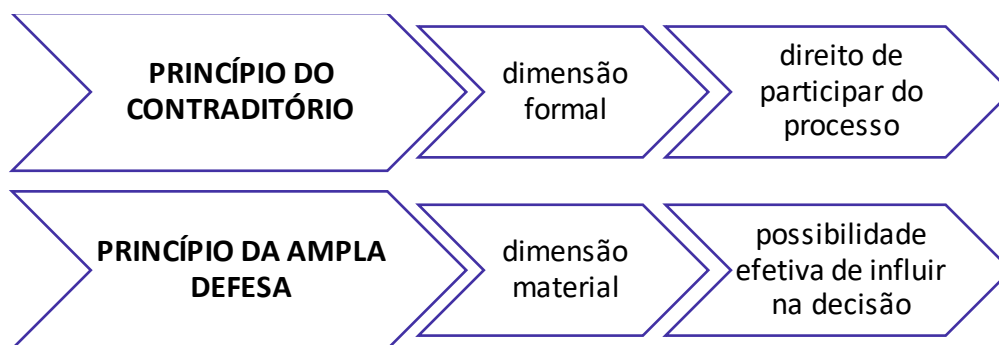 PRINCÍPIO DO
CONTRADITÓRIO
dimensão
formal
direito de
participar do
processo
PRINCÍPIO DA AMPLA
DEFESA
dimensão
material
possibilidade
efetiva de influir
na decisão